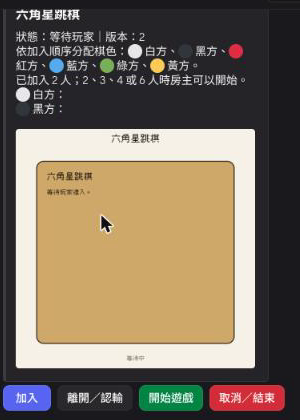 六角星跳棋
狀態：等待玩家｜版本：2
依加入順序分配棋色：白方、黑方、
紅方、藍方、綠方、黃方。
已加入 2 人；2、3、4 或 6 人時房主可以開始。
白方：
黑方：
六角星跳棋
六角星跳棋
等待玩家進入。
等待中
加入
離開／認輸
開始遊戲
取消／結束